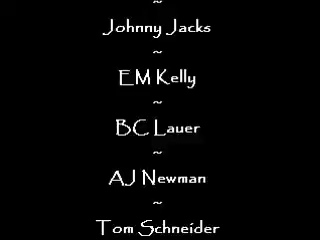 ~
Johnny Jacks
~
EM Kelly
~
BC Lauer
~
AJ Newman
~
Tom Schneider